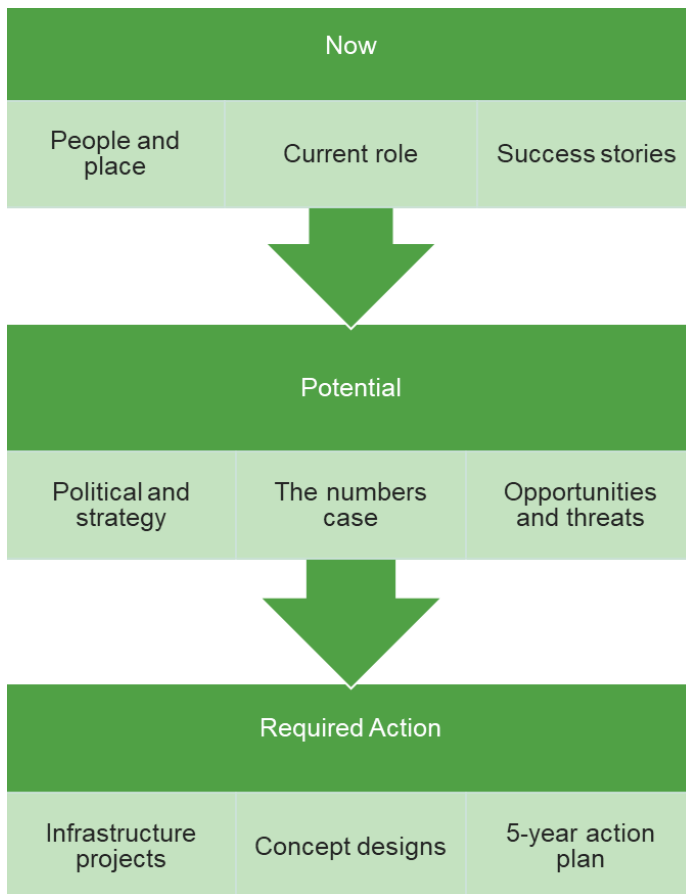 Now
People and
place
Current role
Success stories
Potential
Political and
strategy
The numbers
case
Opportunities
and threats
Required Action
Infrastructure
projects
Concept designs
5-year action
plan